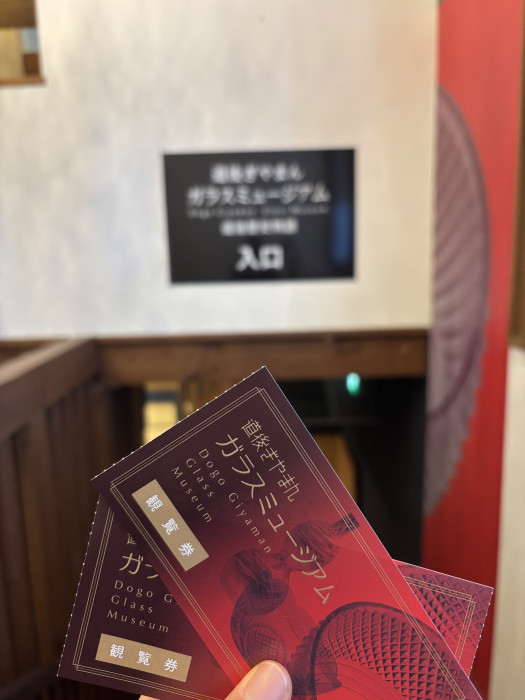 道後ぎやまん
ガラスミュージアム
入口
道後ぎやまん
ガラスミュージアム
Dogo Giyaman
Glass
Museum
観覧券
ガラ
Dogo G
Glass
Museum
観覧券